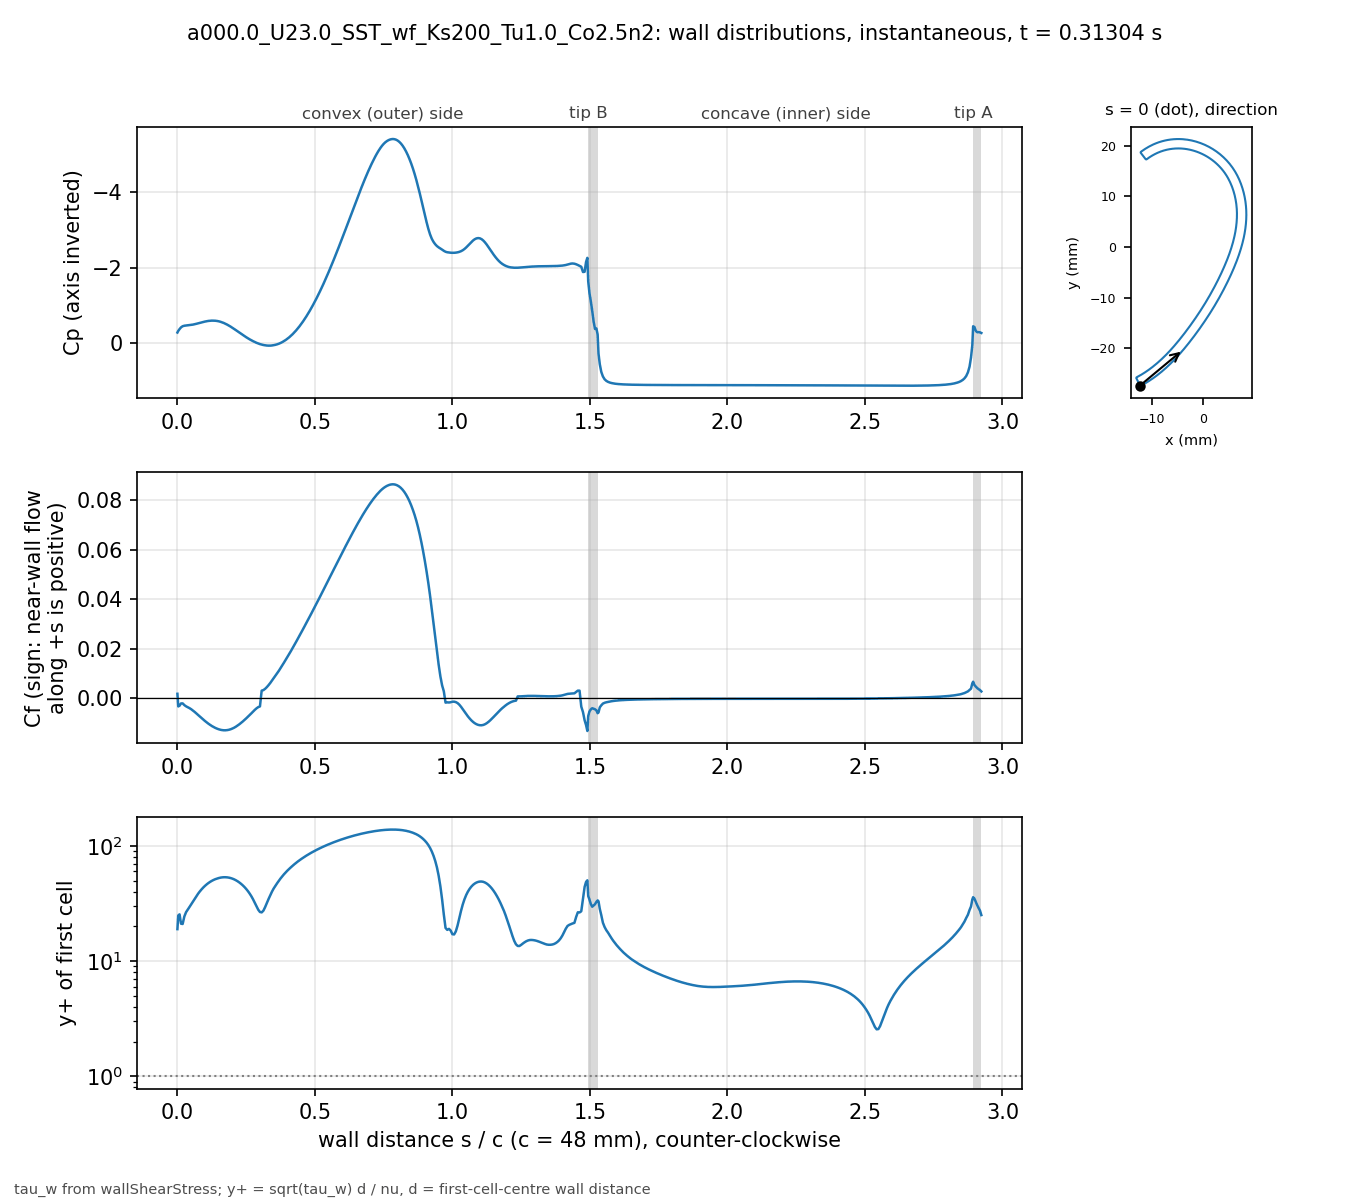 a000.0_U23.0_SST_wf_Ks200_Tu1.0_Co2.5n2: wall distributions, instantaneous, t = 0.31304 s
convex (outer) side
tip B
concave (inner) side
tip A
s = 0 (dot), direction
Cp (axis inverted)
−4
−2
0
0.0
0.5
1.0
1.5
2.0
2.5
3.0
20
10
0
−10
−20
y (mm)
−10
0
x (mm)
Cf (sign: near-wall flow
along +s is positive)
0.08
0.06
0.04
0.02
0.00
0.0
0.5
1.0
1.5
2.0
2.5
3.0
y+ of first cell
10²
10¹
10⁰
0.0
0.5
1.0
1.5
2.0
2.5
3.0
wall distance s / c (c = 48 mm), counter-clockwise
tau_w from wallShearStress; y+ = sqrt(tau_w) d / nu, d = first-cell-centre wall distance